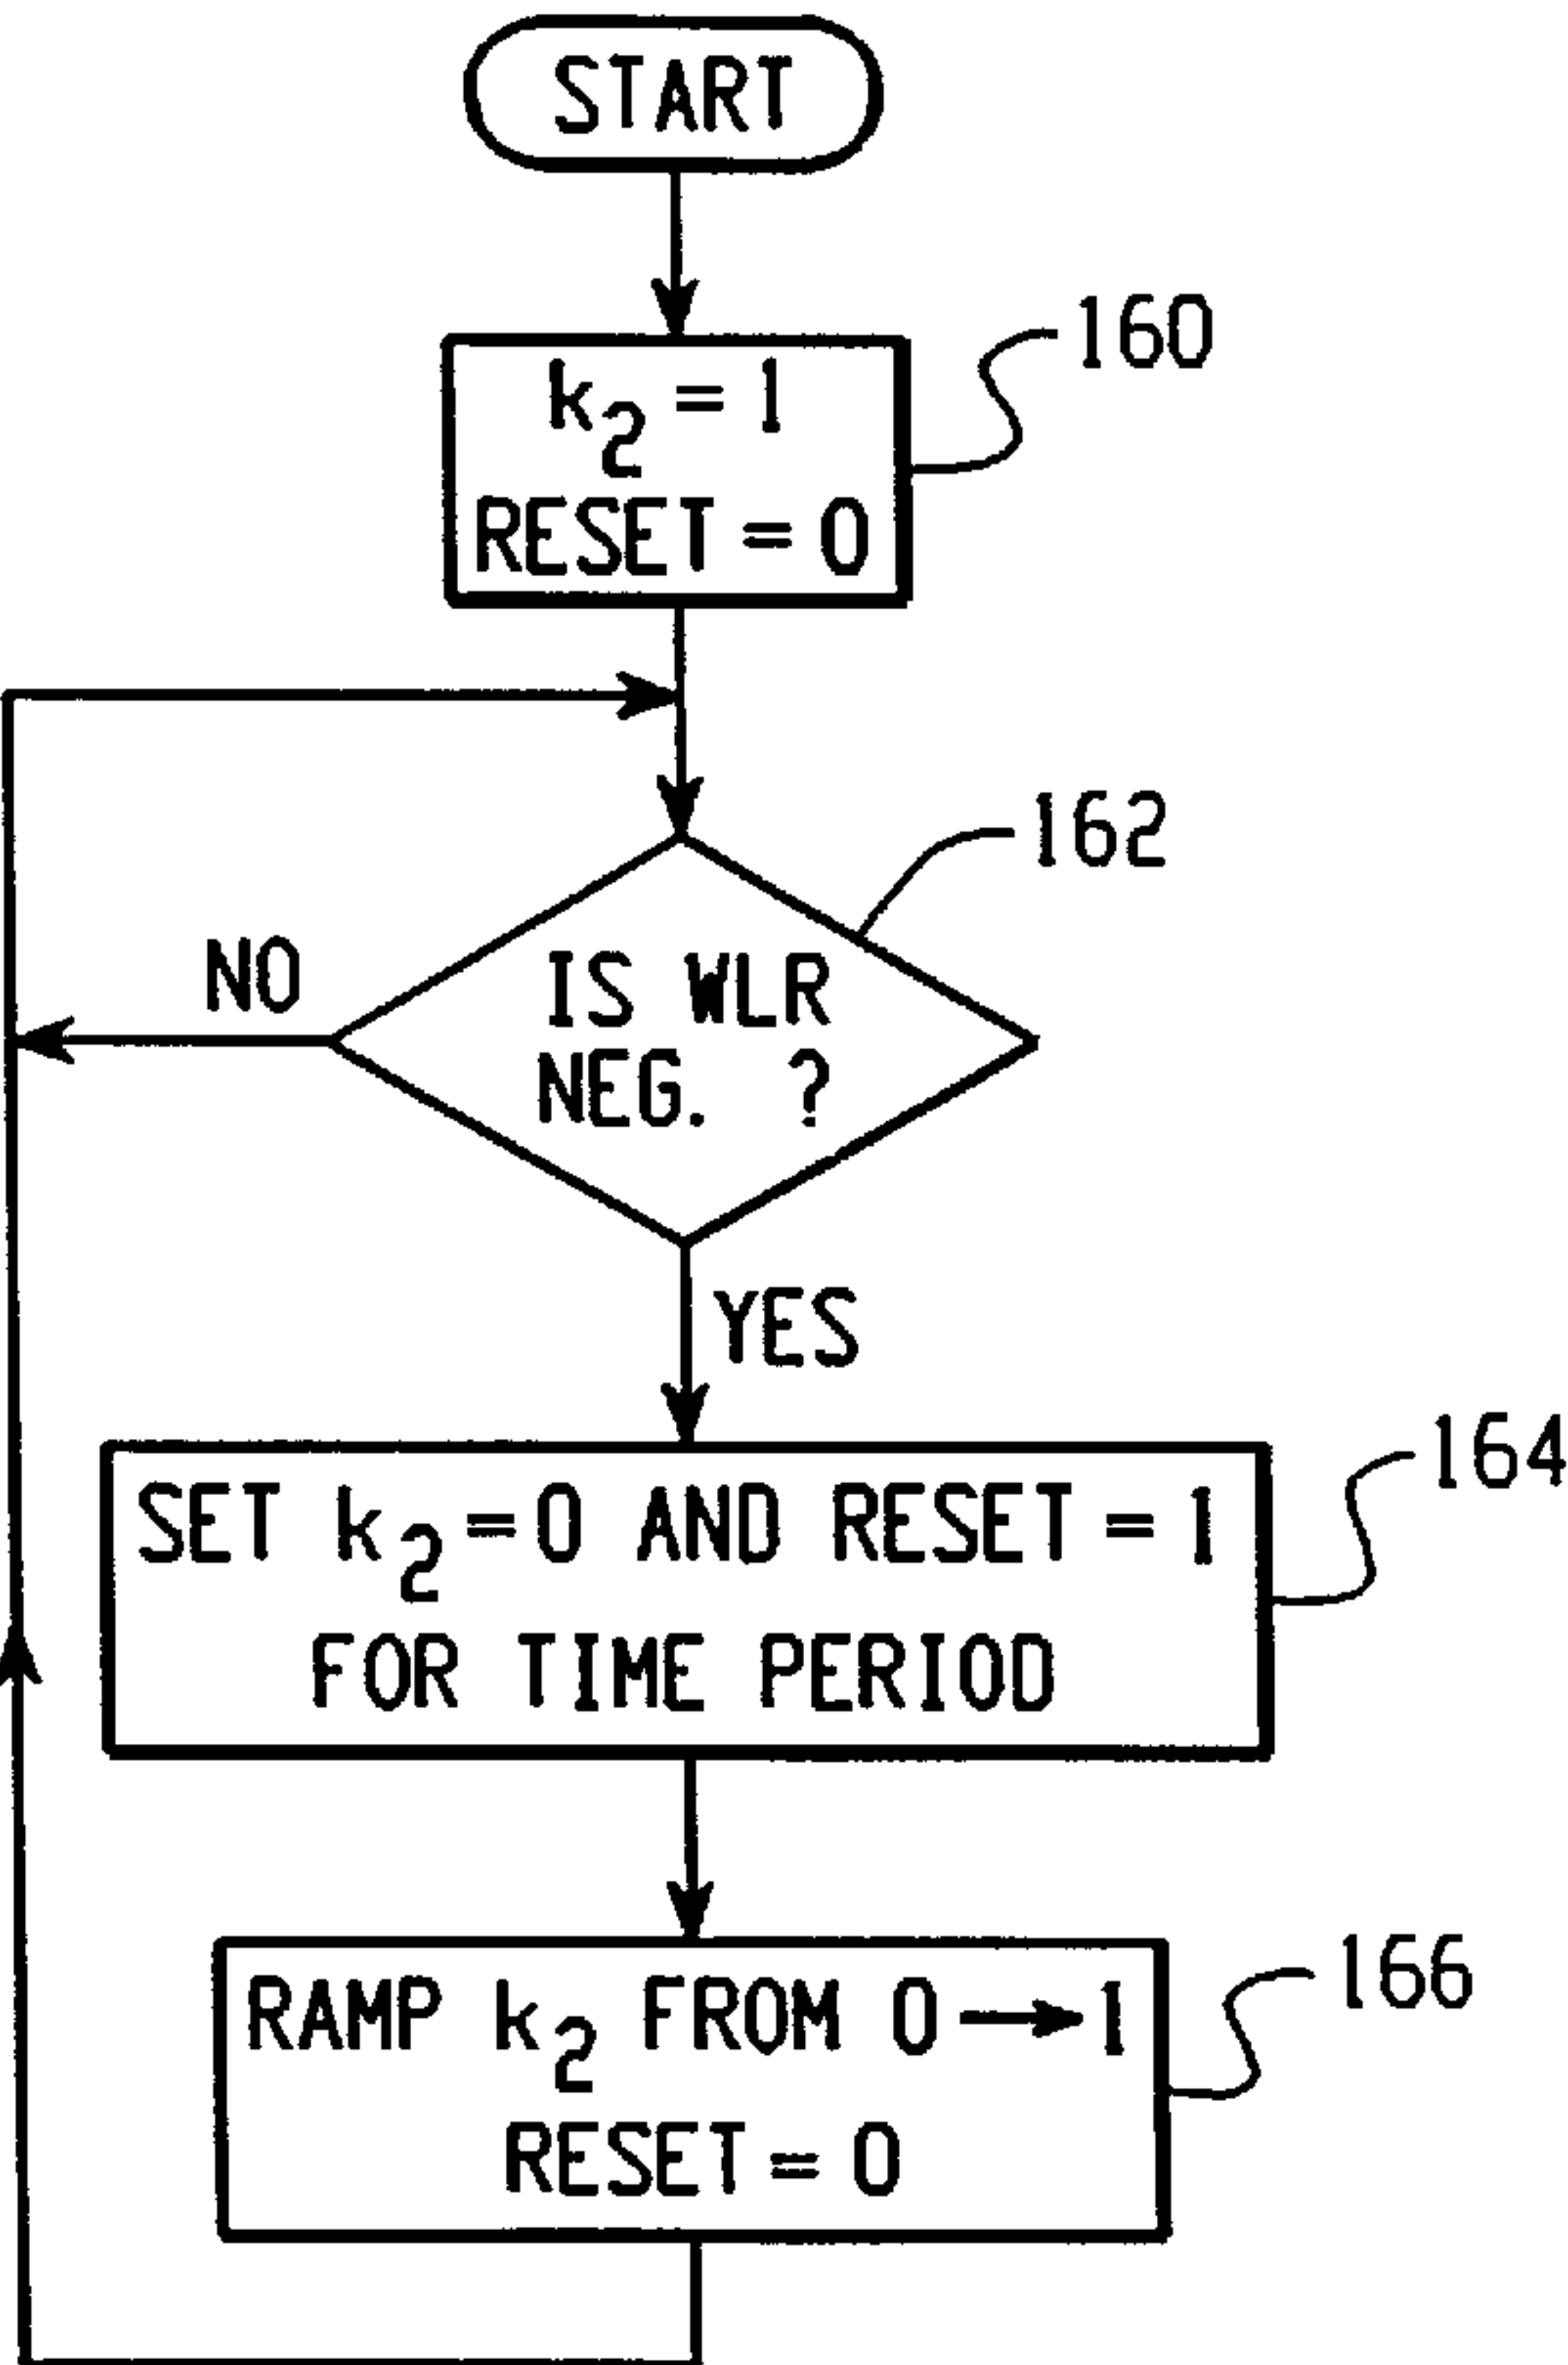 START
160
k₂ = 1
RESET = 0
162
NO
IS WLR
NEG. ?
YES
164
SET k₂ = 0 AND RESET = 1
FOR TIME PERIOD
166
RAMP k₂ FROM 0 → 1
RESET = 0